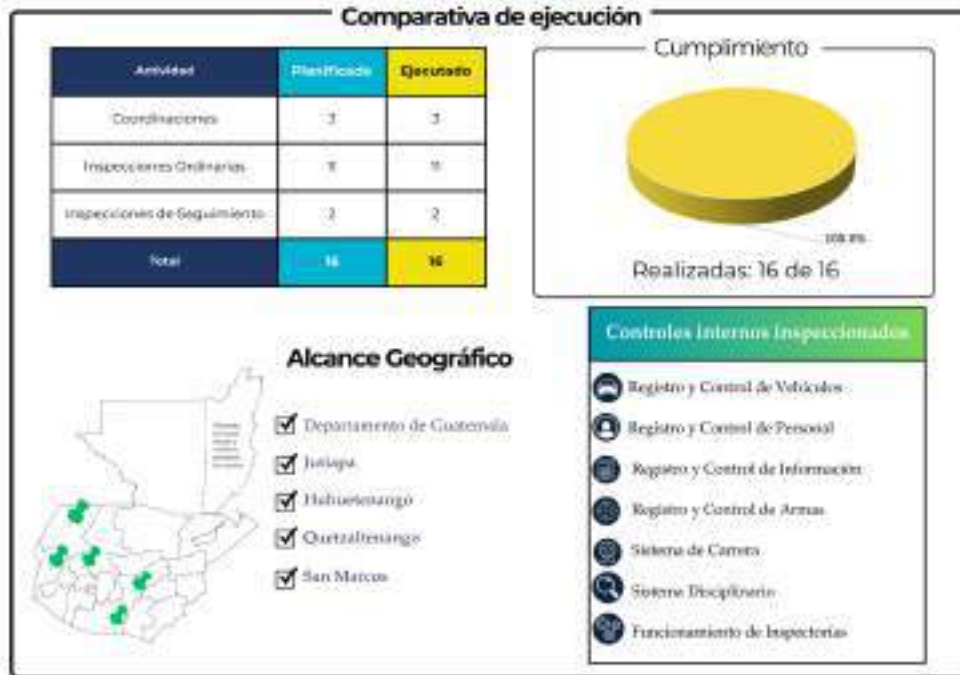 Comparativa de ejecución
Actividad Planificado Ejecutado
Coordinaciones 3 3
Inspecciones Ordinarias 11 11
Inspecciones de Seguimiento 2 2
Total 16 16
Cumplimiento
Realizadas: 16 de 16
Alcance Geográfico
Departamento de Guatemala
Jutiapa
Huhuetenango
Quetzaltenango
San Marcos
Controles internos inspeccionados
Registro y Control de Vehículos
Registro y Control de Personal
Registro y Control de Información
Registro y Control de Armas
Sistema de Carrera
Sistema Disciplinario
Funcionamiento de Inspectorías